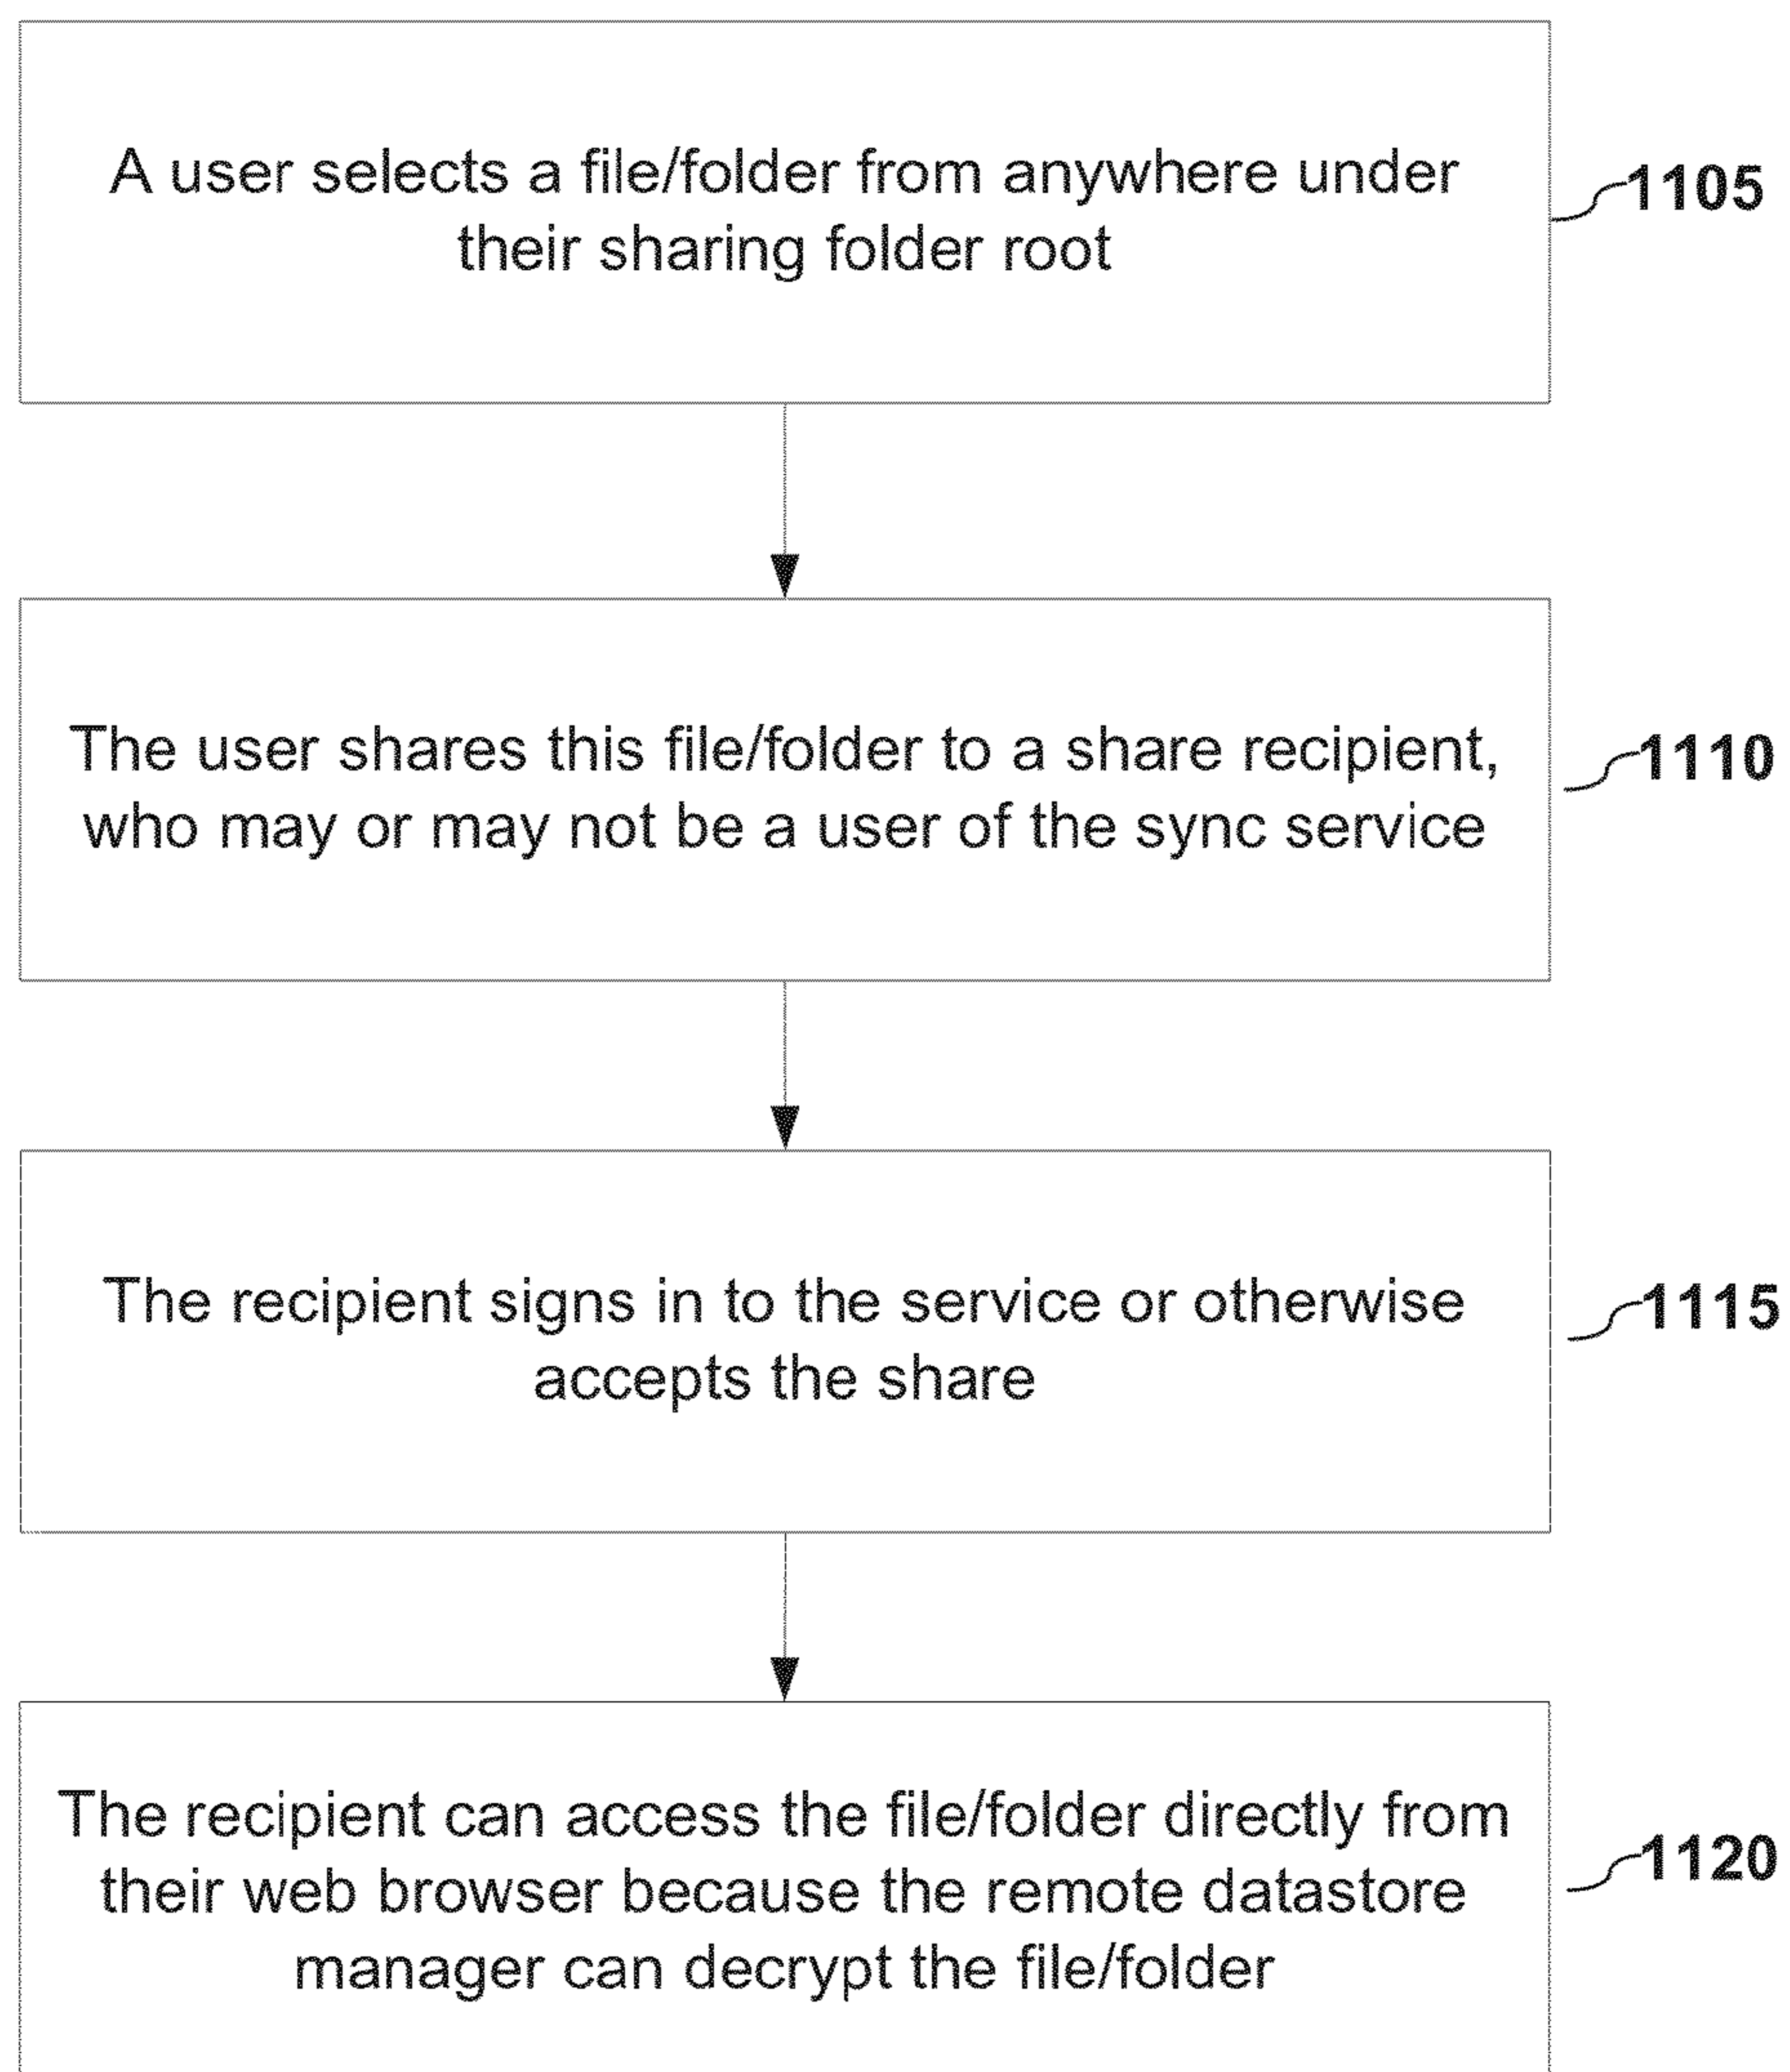 A user selects a file/folder from anywhere under
their sharing folder root
1105
The user shares this file/folder to a share recipient,
who may or may not be a user of the sync service
1110
The recipient signs in to the service or otherwise
accepts the share
1115
The recipient can access the file/folder directly from
their web browser because the remote datastore
manager can decrypt the file/folder
1120